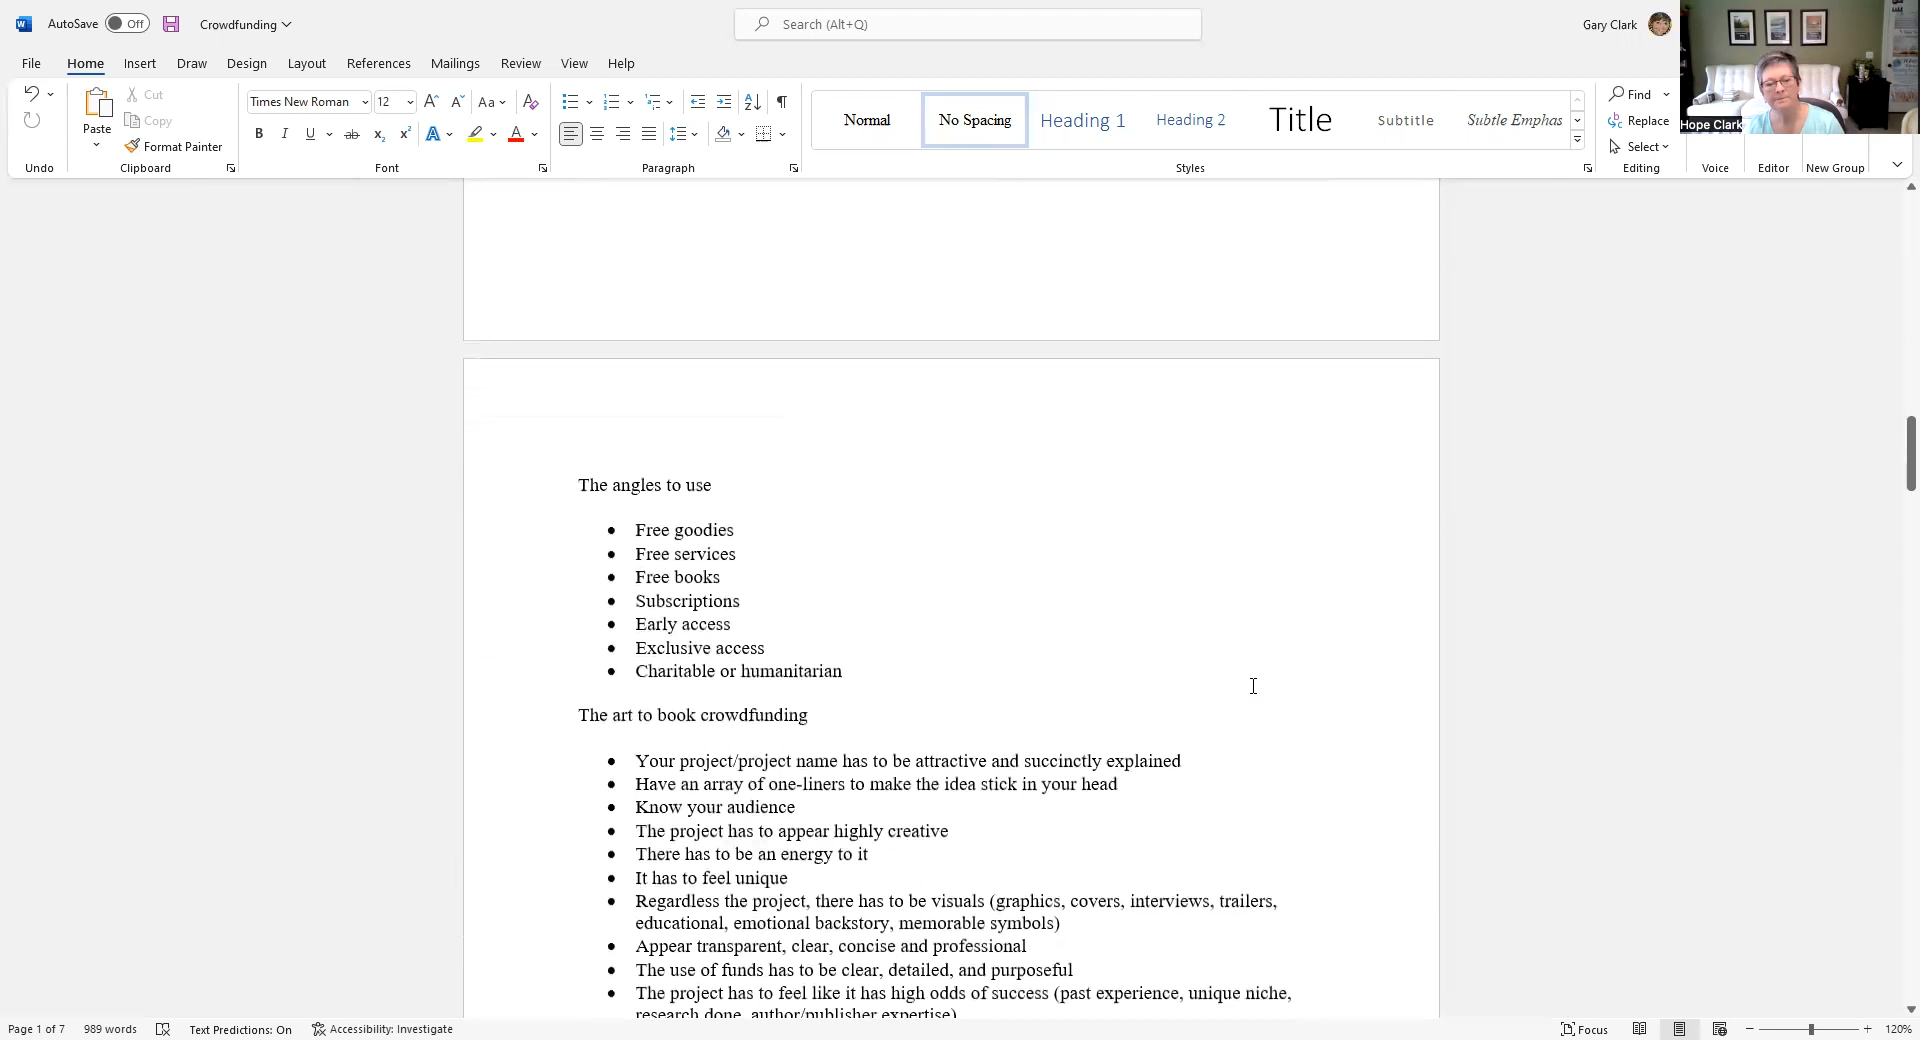 AutoSave Off Crowdfunding Search (Alt+Q) Gary Clark
File Home Insert Draw Design Layout References Mailings Review View Help
Paste Cut Copy Format Painter
Times New Roman 12 Aa
B I U ab x₂ x² A A
Normal No Spacing Heading 1 Heading 2 Title Subtitle Subtle Emphas
Find
Replace
Select
Hope Clark
Undo Clipboard Font Paragraph Styles Editing Voice Editor New Group
The angles to use
• Free goodies
• Free services
• Free books
• Subscriptions
• Early access
• Exclusive access
• Charitable or humanitarian
The art to book crowdfunding
• Your project/project name has to be attractive and succinctly explained
• Have an array of one-liners to make the idea stick in your head
• Know your audience
• The project has to appear highly creative
• There has to be an energy to it
• It has to feel unique
• Regardless the project, there has to be visuals (graphics, covers, interviews, trailers,
educational, emotional backstory, memorable symbols)
• Appear transparent, clear, concise and professional
• The use of funds has to be clear, detailed, and purposeful
• The project has to feel like it has high odds of success (past experience, unique niche,
research done, author/publisher expertise)
Page 1 of 7 989 words Text Predictions: On Accessibility: Investigate Focus 120%